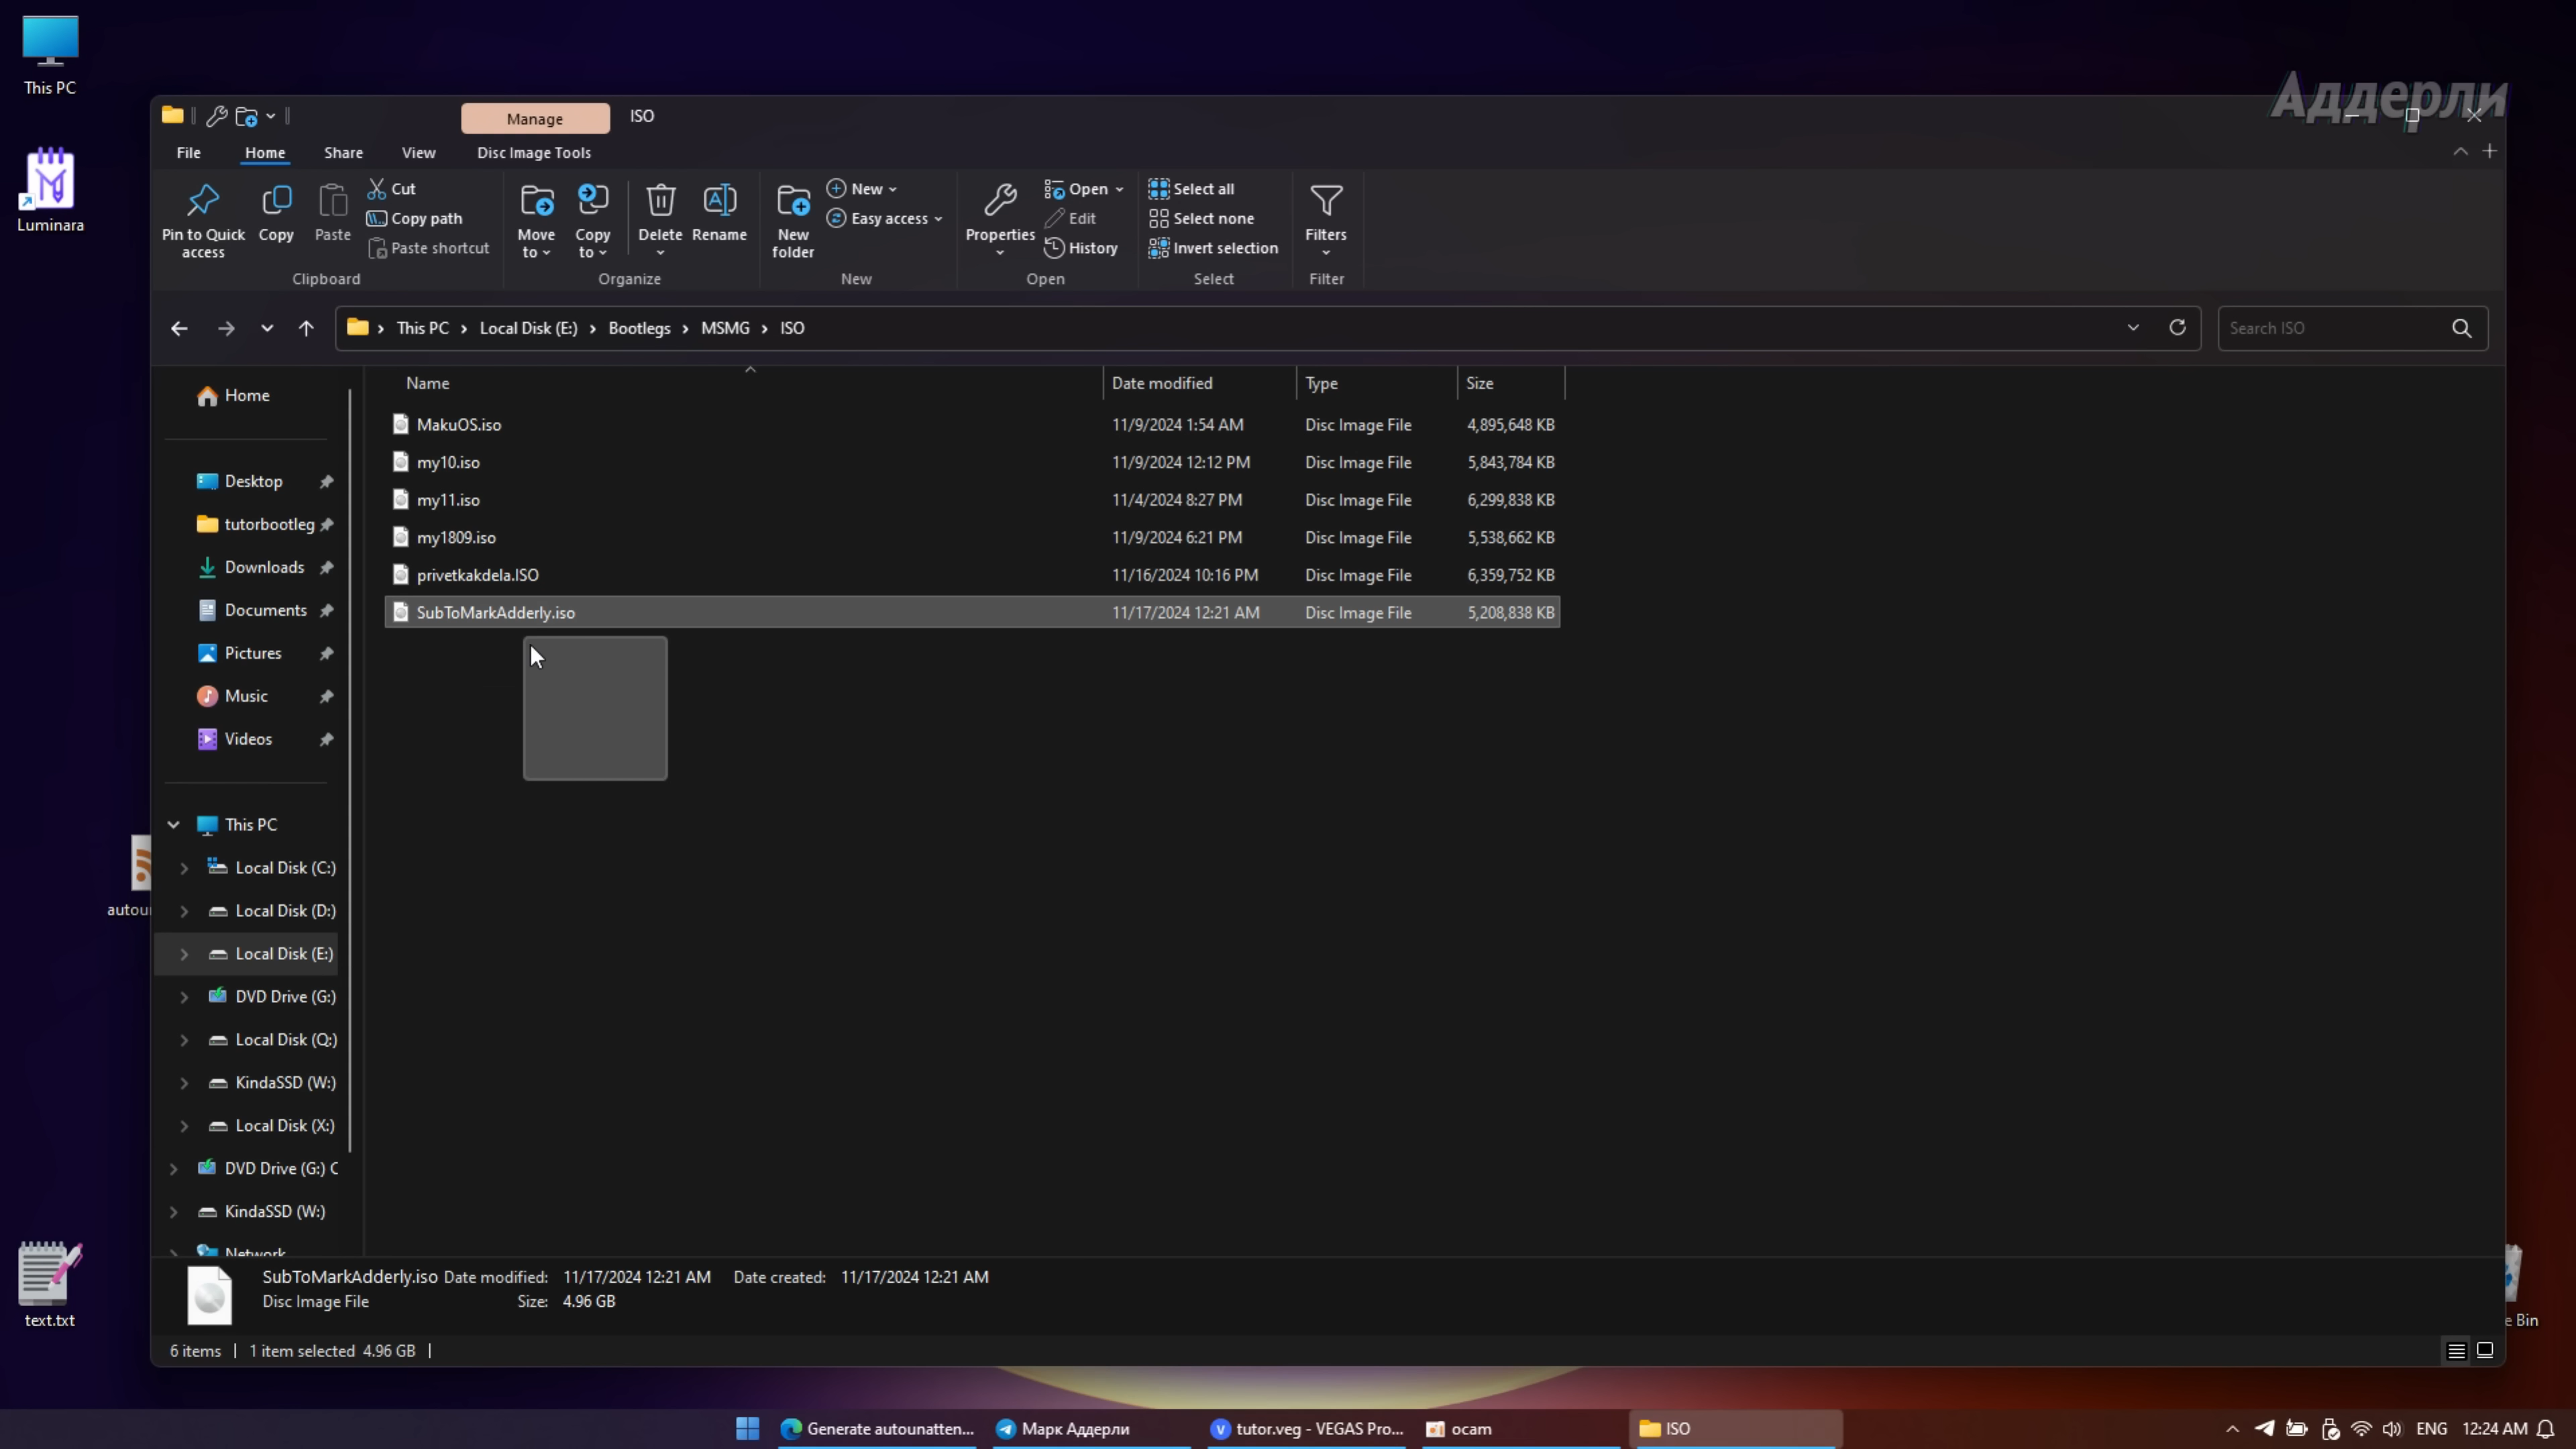 This PC
Luminara
autou
text.txt
e Bin
Аддерли
Manage
ISO
File
Home
Share
View
Disc Image Tools
Pin to Quick access
Copy
Paste
Cut
Copy path
Paste shortcut
Clipboard
Move to
Copy to
Delete
Rename
Organize
New folder
New
Easy access
New
Properties
Open
Edit
History
Open
Select all
Select none
Invert selection
Select
Filters
Filter
This PC > Local Disk (E:) > Bootlegs > MSMG > ISO
Search ISO
Home
Desktop
tutorbootleg
Downloads
Documents
Pictures
Music
Videos
This PC
Local Disk (C:)
Local Disk (D:)
Local Disk (E:)
DVD Drive (G:)
Local Disk (Q:)
KindaSSD (W:)
Local Disk (X:)
DVD Drive (G:) C
KindaSSD (W:)
Network
Name Date modified Type Size
MakuOS.iso 11/9/2024 1:54 AM Disc Image File 4,895,648 KB
my10.iso 11/9/2024 12:12 PM Disc Image File 5,843,784 KB
my11.iso 11/4/2024 8:27 PM Disc Image File 6,299,838 KB
my1809.iso 11/9/2024 6:21 PM Disc Image File 5,538,662 KB
privetkakdela.ISO 11/16/2024 10:16 PM Disc Image File 6,359,752 KB
SubToMarkAdderly.iso 11/17/2024 12:21 AM Disc Image File 5,208,838 KB
SubToMarkAdderly.iso Date modified: 11/17/2024 12:21 AM Date created: 11/17/2024 12:21 AM
Disc Image File Size: 4.96 GB
6 items | 1 item selected 4.96 GB |
Generate autounatten...
Марк Аддерли
tutor.veg - VEGAS Pro...
ocam
ISO
ENG
12:24 AM